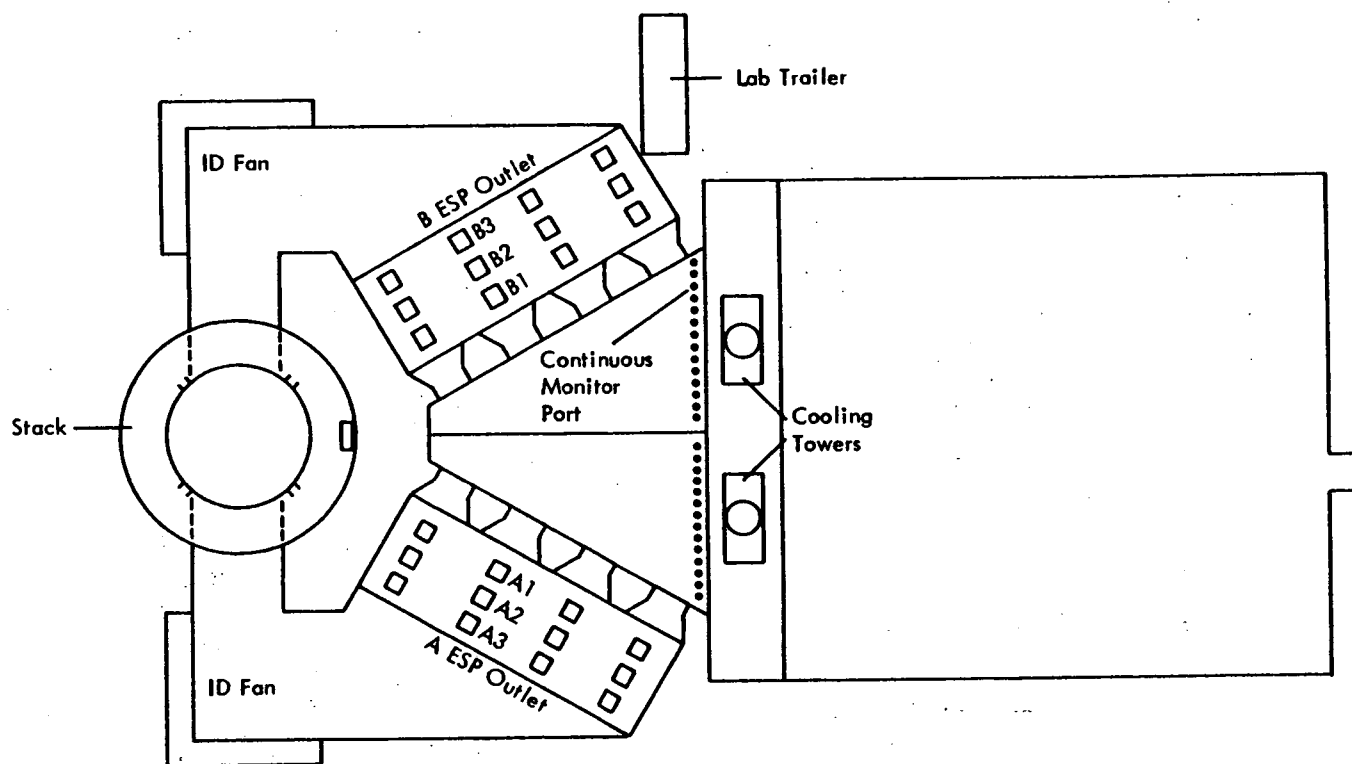 Lab Trailer
ID Fan
B ESP Outlet
B3
B2
B1
Continuous
Monitor
Port
Cooling
Towers
Stack
A1
A2
A3
A ESP Outlet
ID Fan